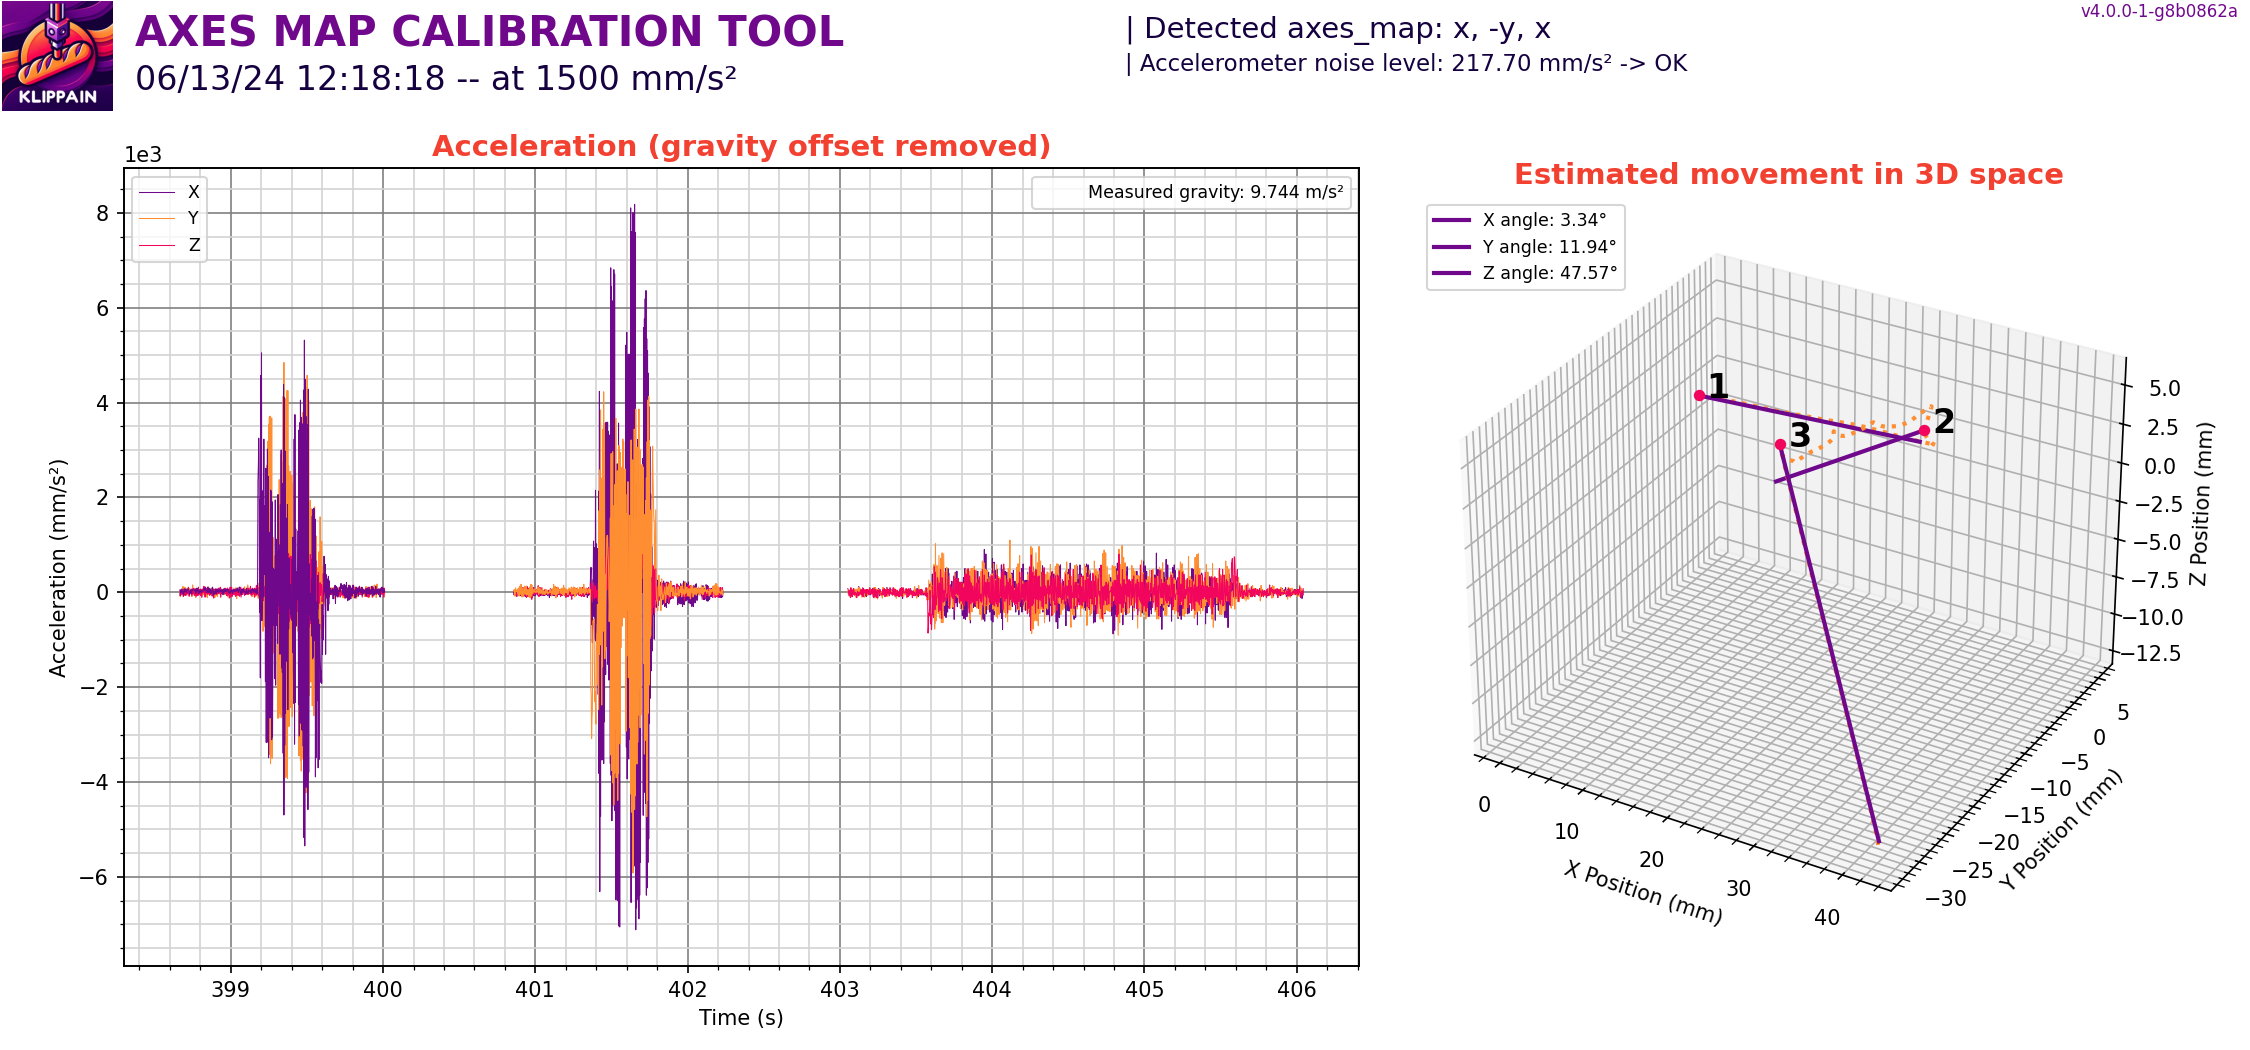 KLIPPAIN
AXES MAP CALIBRATION TOOL
06/13/24 12:18:18 -- at 1500 mm/s²
| Detected axes_map: x, -y, x
| Accelerometer noise level: 217.70 mm/s² -> OK
v4.0.0-1-g8b0862a
Acceleration (gravity offset removed)
1e3
X
Y
Z
Measured gravity: 9.744 m/s²
8
6
4
2
0
−2
−4
−6
Acceleration (mm/s²)
399
400
401
402
403
404
405
406
Time (s)
Estimated movement in 3D space
X angle: 3.34°
Y angle: 11.94°
Z angle: 47.57°
1
2
3
5.0
2.5
0.0
−2.5
−5.0
−7.5
−10.0
−12.5
Z Position (mm)
5
0
−5
−10
−15
−20
−25
−30
Y Position (mm)
0
10
20
30
40
X Position (mm)